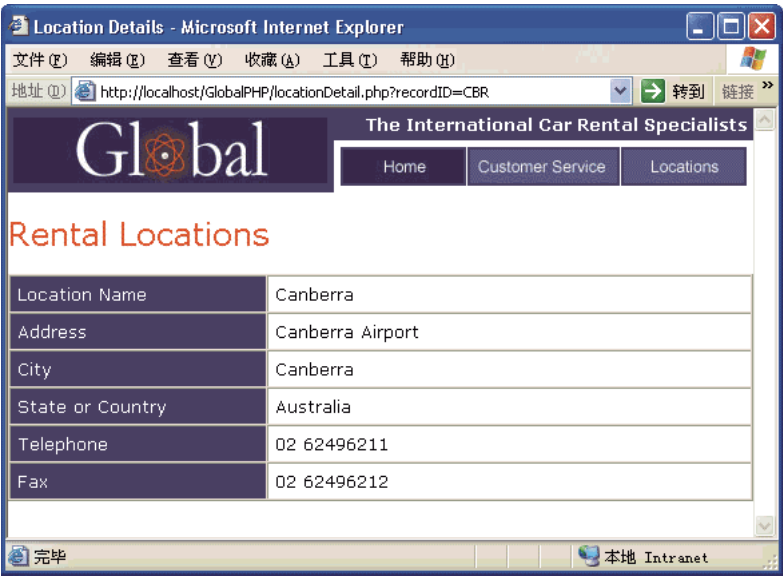 Location Details - Microsoft Internet Explorer
文件(F) 编辑(E) 查看(V) 收藏(A) 工具(T) 帮助(H)
地址(D) http://localhost/GlobalPHP/locationDetail.php?recordID=CBR 转到 链接 »
Global
The International Car Rental Specialists
Home Customer Service Locations
Rental Locations
Location Name Canberra
Address Canberra Airport
City Canberra
State or Country Australia
Telephone 02 62496211
Fax 02 62496212
完毕 本地 Intranet